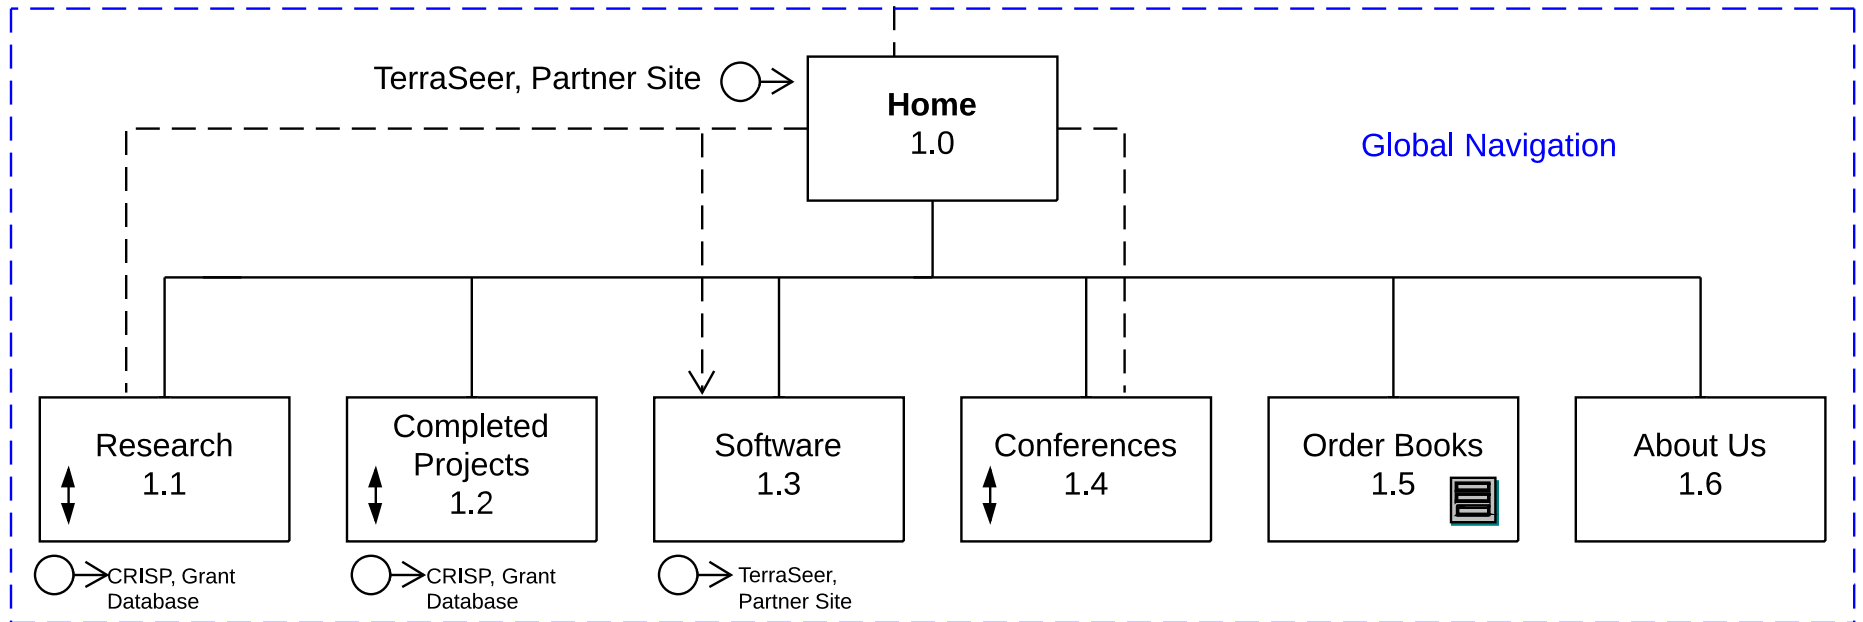 TerraSeer, Partner Site
Home
1.0
Global Navigation
Research
1.1
Completed
Projects
1.2
Software
1.3
Conferences
1.4
Order Books
1.5
About Us
1.6
CRISP, Grant
Database
CRISP, Grant
Database
TerraSeer,
Partner Site